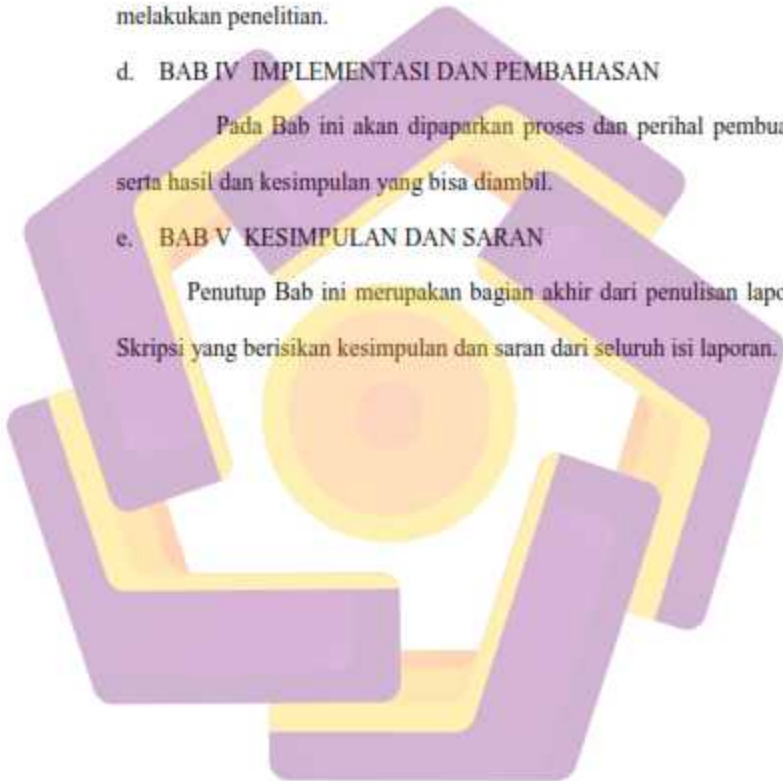 melakukan penelitian.
d. BAB IV IMPLEMENTASI DAN PEMBAHASAN
Pada Bab ini akan dipaparkan proses dan perihal
serta hasil dan kesimpulan yang bisa diambil.
e. BAB V KESIMPULAN DAN SARAN
Penutup Bab ini merupakan bagian akhir dari penulisan
Skripsi yang berisikan kesimpulan dan saran dari seluruh isi laporan.